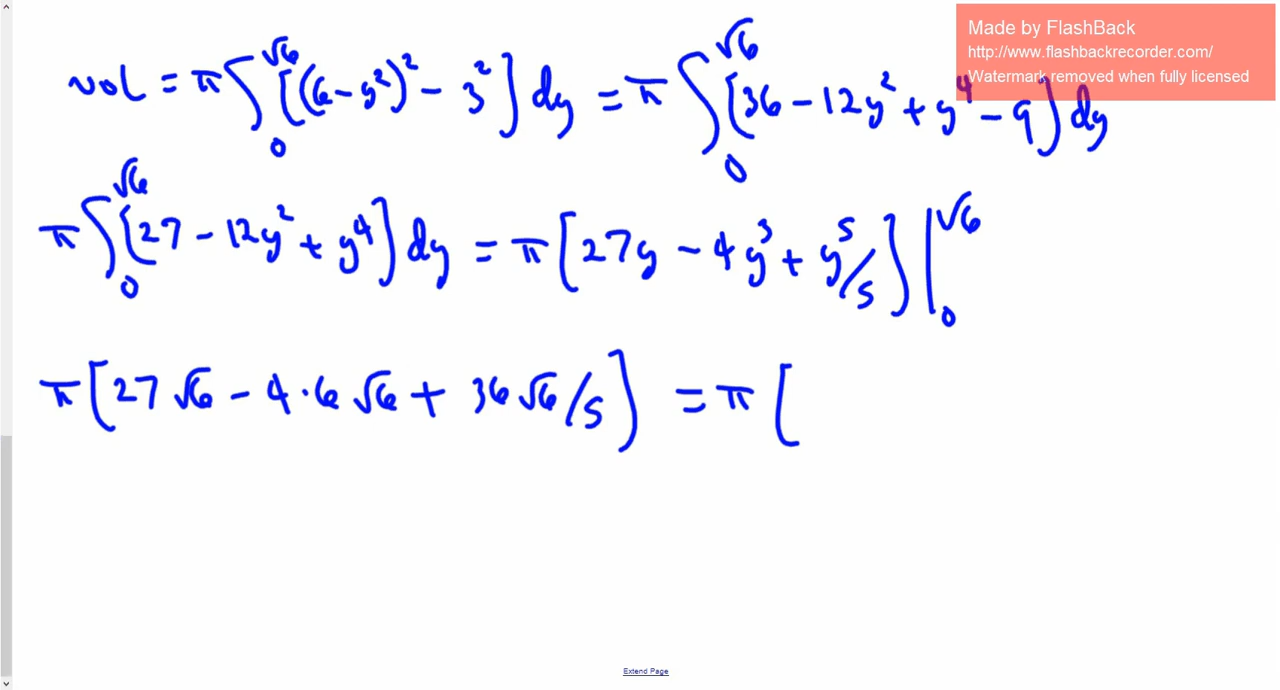 Made by FlashBack
http://www.flashbackrecorder.com/
Watermark removed when fully licensed
vol = π∫₀^√6 [(6-y²)² - 3²] dy = π ∫₀^√6 [36 - 12y² + y⁴ - 9] dy
π∫₀^√6 [27 - 12y² + y⁴] dy = π[27y - 4y³ + y⁵/5] |₀^√6
π[27√6 - 4·6√6 + 36√6/5] = π[
Extend Page